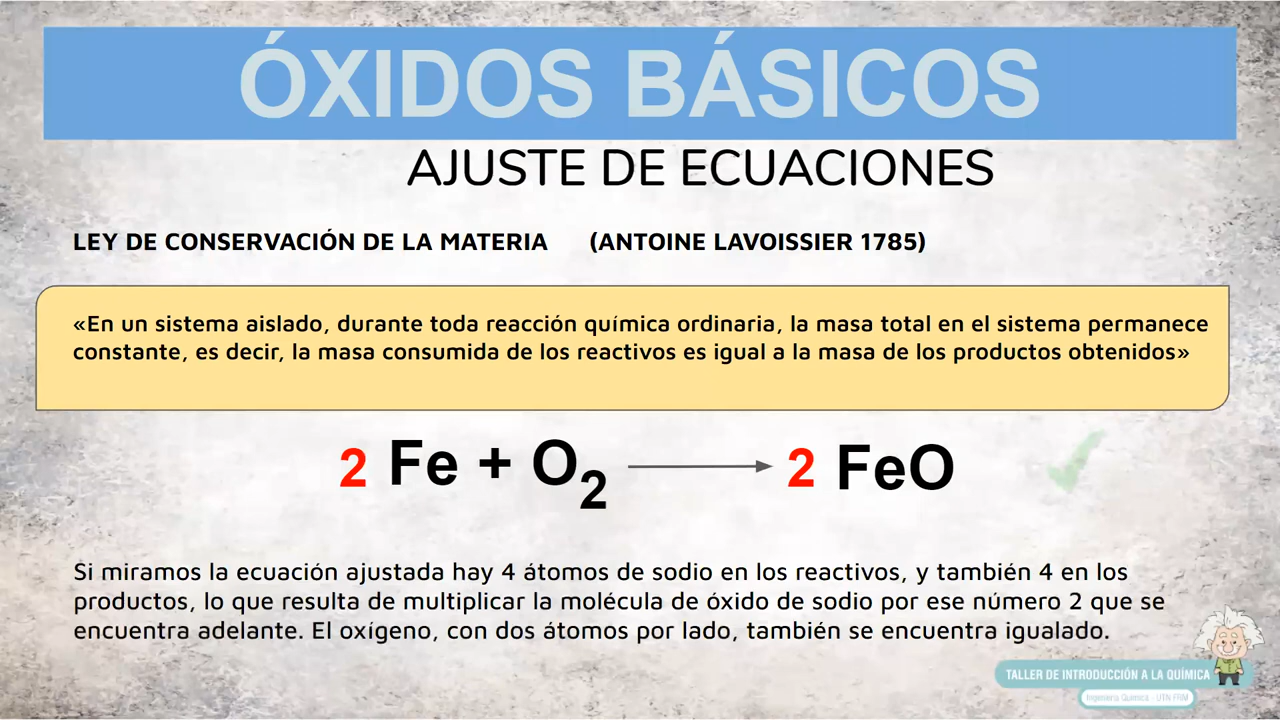 ÓXIDOS BÁSICOS
AJUSTE DE ECUACIONES
LEY DE CONSERVACIÓN DE LA MATERIA (ANTOINE LAVOISSIER 1785)
«En un sistema aislado, durante toda reacción química ordinaria, la masa total en el sistema permanece
constante, es decir, la masa consumida de los reactivos es igual a la masa de los productos obtenidos»
2 Fe + O₂ → 2 FeO
Si miramos la ecuación ajustada hay 4 átomos de sodio en los reactivos, y también 4 en los
productos, lo que resulta de multiplicar la molécula de óxido de sodio por ese número 2 que se
encuentra adelante. El oxígeno, con dos átomos por lado, también se encuentra igualado.
TALLER DE INTRODUCCIÓN A LA QUÍMICA
Ingeniería Química - UTN FRM